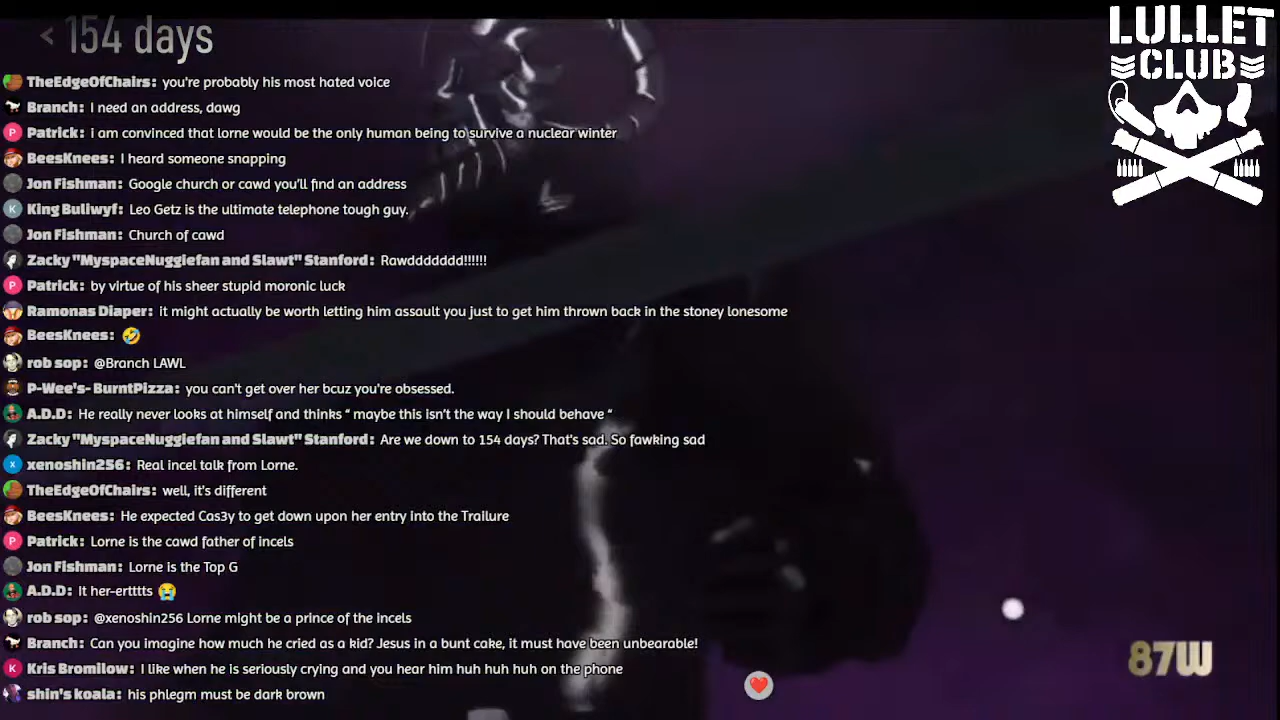 < 154 days
LULLET
CLUB
TheEdgeOfChairs: you're probably his most hated voice
Branch: I need an address, dawg
Patrick: i am convinced that lorne would be the only human being to survive a nuclear winter
BeesKnees: I heard someone snapping
Jon Fishman: Google church or cawd you'll find an address
King Buliwyf: Leo Getz is the ultimate telephone tough guy.
Jon Fishman: Church of cawd
Zacky "MyspaceNuggiefan and Slawt" Stanford: Rawddddddd!!!!!!
Patrick: by virtue of his sheer stupid moronic luck
Ramonas Diaper: it might actually be worth letting him assault you just to get him thrown back in the stoney lonesome
BeesKnees: 🤣
rob sop: @Branch LAWL
P-Wee's- BurntPizza: you can't get over her bcuz you're obsessed.
A.D.D: He really never looks at himself and thinks “ maybe this isn't the way I should behave “
Zacky "MyspaceNuggiefan and Slawt" Stanford: Are we down to 154 days? That's sad. So fawking sad
xenoshin256: Real incel talk from Lorne.
TheEdgeOfChairs: well, it's different
BeesKnees: He expected Cas3y to get down upon her entry into the Trailure
Patrick: Lorne is the cawd father of incels
Jon Fishman: Lorne is the Top G
A.D.D: It her-ertttts 😭
rob sop: @xenoshin256 Lorne might be a prince of the incels
Branch: Can you imagine how much he cried as a kid? Jesus in a bunt cake, it must have been unbearable!
Kris Bromilow: I like when he is seriously crying and you hear him huh huh huh on the phone
shin's koala: his phlegm must be dark brown
87W